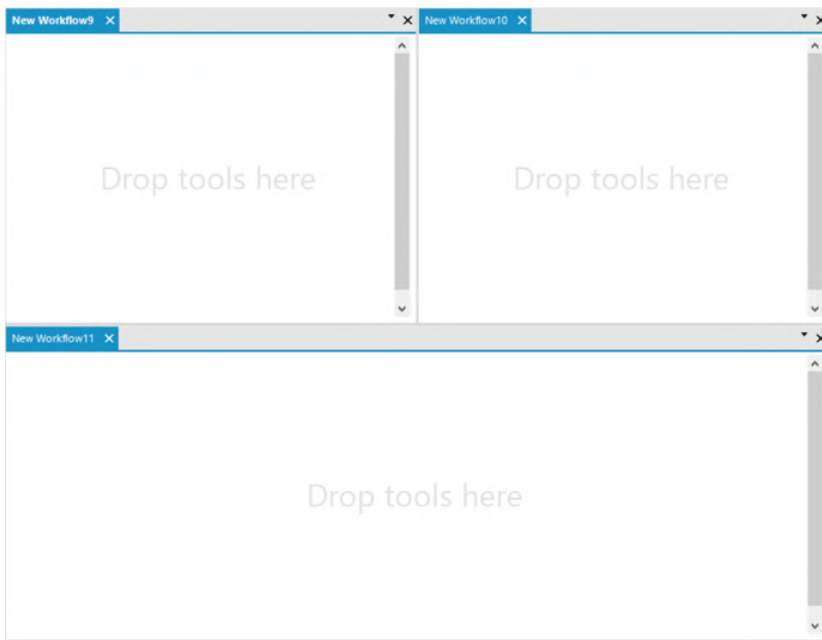 New Workflow9
New Workflow10
Drop tools here
Drop tools here
New Workflow11
Drop tools here